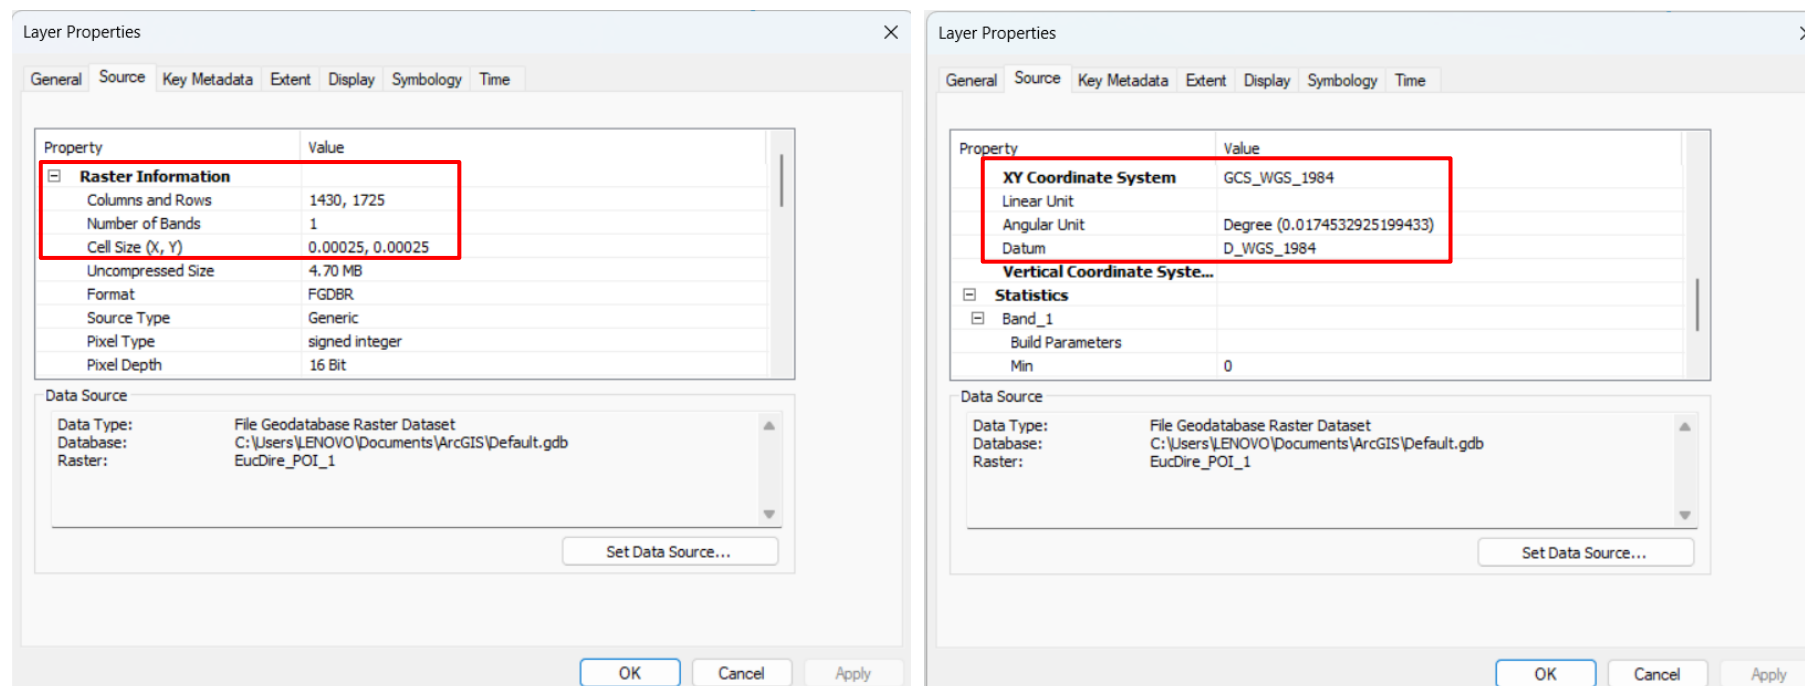 Layer Properties
General Source Key Metadata Extent Display Symbology Time
Property Value
Raster Information
Columns and Rows 1430, 1725
Number of Bands 1
Cell Size (X, Y) 0.00025, 0.00025
Uncompressed Size 4.70 MB
Format FGDBR
Source Type Generic
Pixel Type signed integer
Pixel Depth 16 Bit
Data Source
Data Type: File Geodatabase Raster Dataset
Database: C:\Users\LENOVO\Documents\ArcGIS\Default.gdb
Raster: EucDire_POI_1
Set Data Source...
OK Cancel Apply
Layer Properties
General Source Key Metadata Extent Display Symbology Time
Property Value
XY Coordinate System GCS_WGS_1984
Linear Unit
Angular Unit Degree (0.0174532925199433)
Datum D_WGS_1984
Vertical Coordinate Syste...
Statistics
Band_1
Build Parameters
Min 0
Data Source
Data Type: File Geodatabase Raster Dataset
Database: C:\Users\LENOVO\Documents\ArcGIS\Default.gdb
Raster: EucDire_POI_1
Set Data Source...
OK Cancel Apply